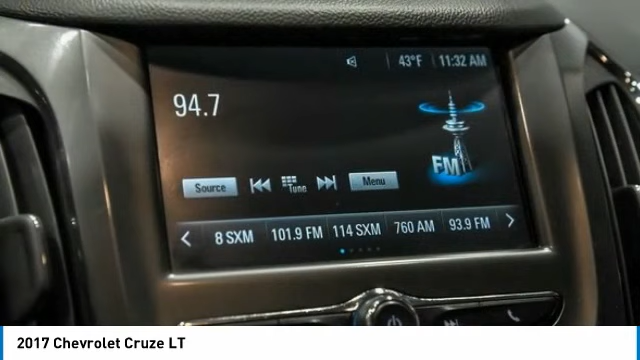 43°F 11:32 AM
94.7
FM
Source Tune Menu
8 SXM 101.9 FM 114 SXM 760 AM 93.9 FM
2017 Chevrolet Cruze LT